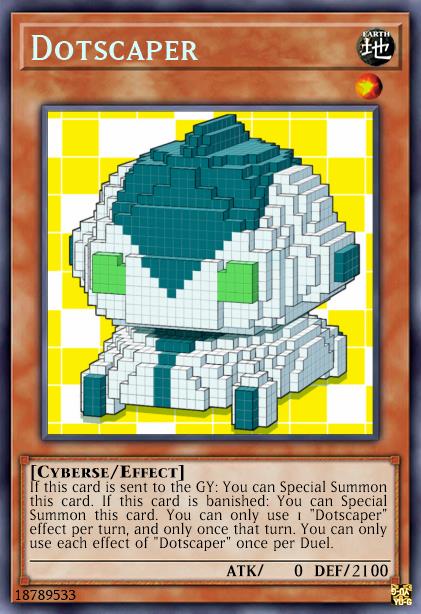 DOTSCAPER
EARTH
地
[CYBERSE/EFFECT]
If this card is sent to the GY: You can Special Summon
this card. If this card is banished: You can Special
Summon this card. You can only use 1 "Dotscaper"
effect per turn, and only once that turn. You can only
use each effect of "Dotscaper" once per Duel.
ATK/ 0 DEF/2100
18789533